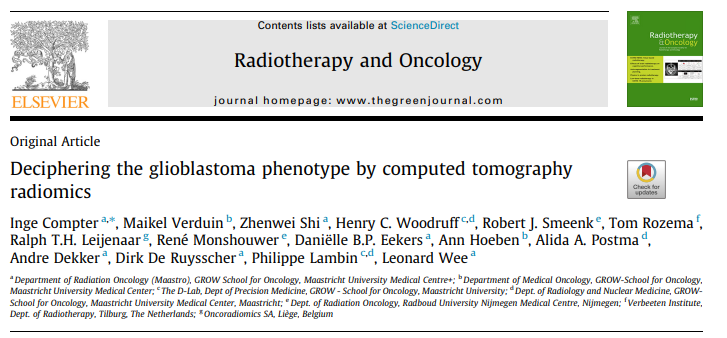 Contents lists available at ScienceDirect
Radiotherapy and Oncology
journal homepage: www.thegreenjournal.com
ELSEVIER
Radiotherapy
&Oncology
Original Article
Deciphering the glioblastoma phenotype by computed tomography
radiomics
Check for
updates
Inge Compter a,*, Maikel Verduin b, Zhenwei Shi a, Henry C. Woodruff c,d, Robert J. Smeenk e, Tom Rozema f,
Ralph T.H. Leijenaar g, René Monshouwer e, Daniëlle B.P. Eekers a, Ann Hoeben b, Alida A. Postma d,
Andre Dekker a, Dirk De Ruysscher a, Philippe Lambin c,d, Leonard Wee a
a Department of Radiation Oncology (Maastro), GROW School for Oncology, Maastricht University Medical Centre+; b Department of Medical Oncology, GROW-School for Oncology,
Maastricht University Medical Center; c The D-Lab, Dept of Precision Medicine, GROW - School for Oncology, Maastricht University; d Dept. of Radiology and Nuclear Medicine, GROW-
School for Oncology, Maastricht University Medical Center, Maastricht; e Dept. of Radiation Oncology, Radboud University Nijmegen Medical Centre, Nijmegen; f Verbeeten Institute,
Dept. of Radiotherapy, Tilburg, The Netherlands; g Oncoradiomics SA, Liège, Belgium